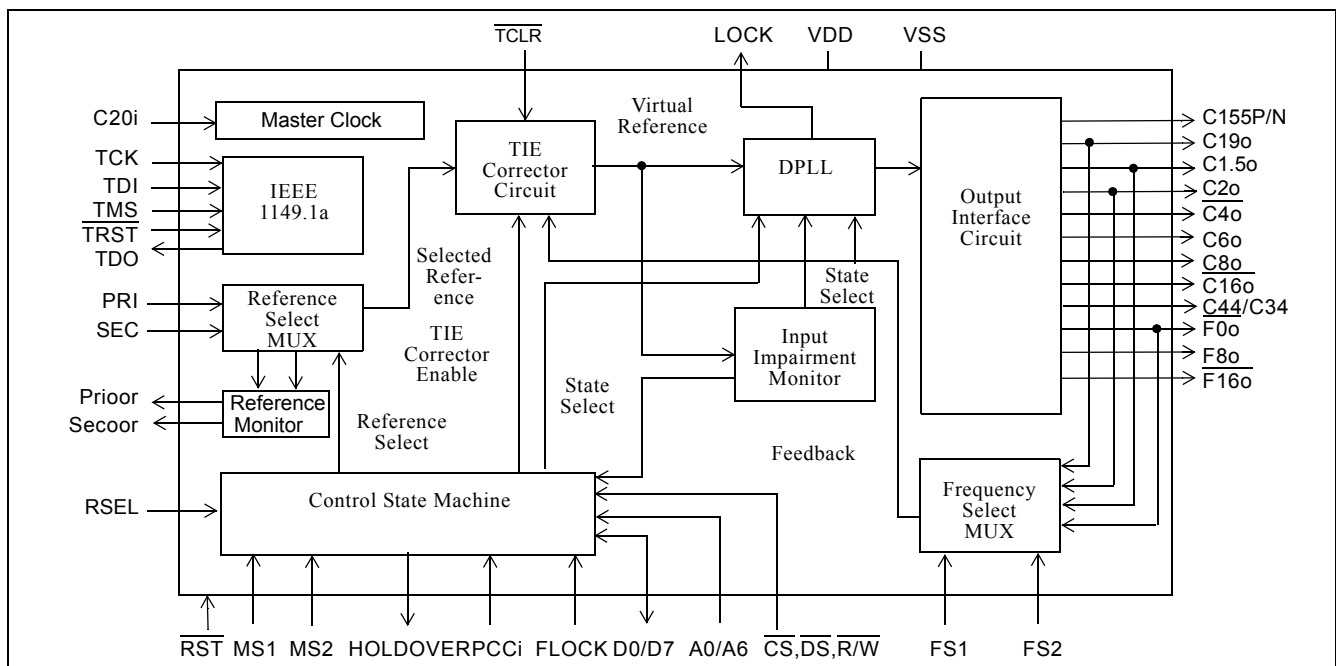 TCLR
LOCK
VDD
VSS
C20i
Master Clock
TCK
TDI
TMS
TRST
TDO
IEEE
1149.1a
TIE
Corrector
Circuit
Virtual
Reference
DPLL
Output
Interface
Circuit
C155P/N
C19o
C1.5o
C2o
C4o
C6o
C8o
C16o
C44/C34
F0o
F8o
F16o
PRI
SEC
Reference
Select
MUX
Selected
Refer-
ence
TIE
Corrector
Enable
State
Select
Input
Impairment
Monitor
Prioor
Secoor
Reference
Monitor
Reference
Select
State
Select
Feedback
RSEL
Control State Machine
Frequency
Select
MUX
RST
MS1
MS2
HOLDOVER
PCCi
FLOCK
D0/D7
A0/A6
CS,DS,R/W
FS1
FS2